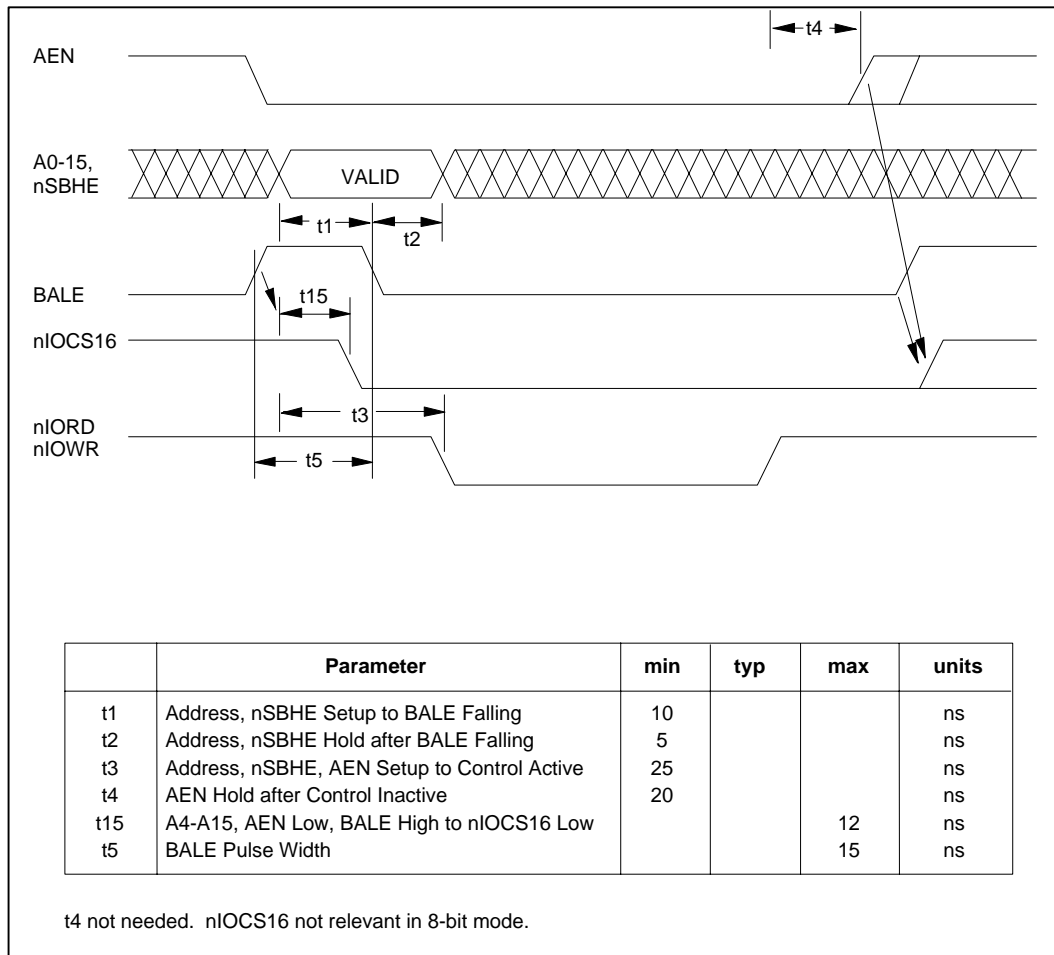 t4
AEN
A0-15,
nSBHE
VALID
t1
t2
BALE
t15
nIOCS16
t3
nIORD
nIOWR
t5
Parameter min typ max units
t1 Address, nSBHE Setup to BALE Falling 10 ns
t2 Address, nSBHE Hold after BALE Falling 5 ns
t3 Address, nSBHE, AEN Setup to Control Active 25 ns
t4 AEN Hold after Control Inactive 20 ns
t15 A4-A15, AEN Low, BALE High to nIOCS16 Low 12 ns
t5 BALE Pulse Width 15 ns
t4 not needed. nIOCS16 not relevant in 8-bit mode.